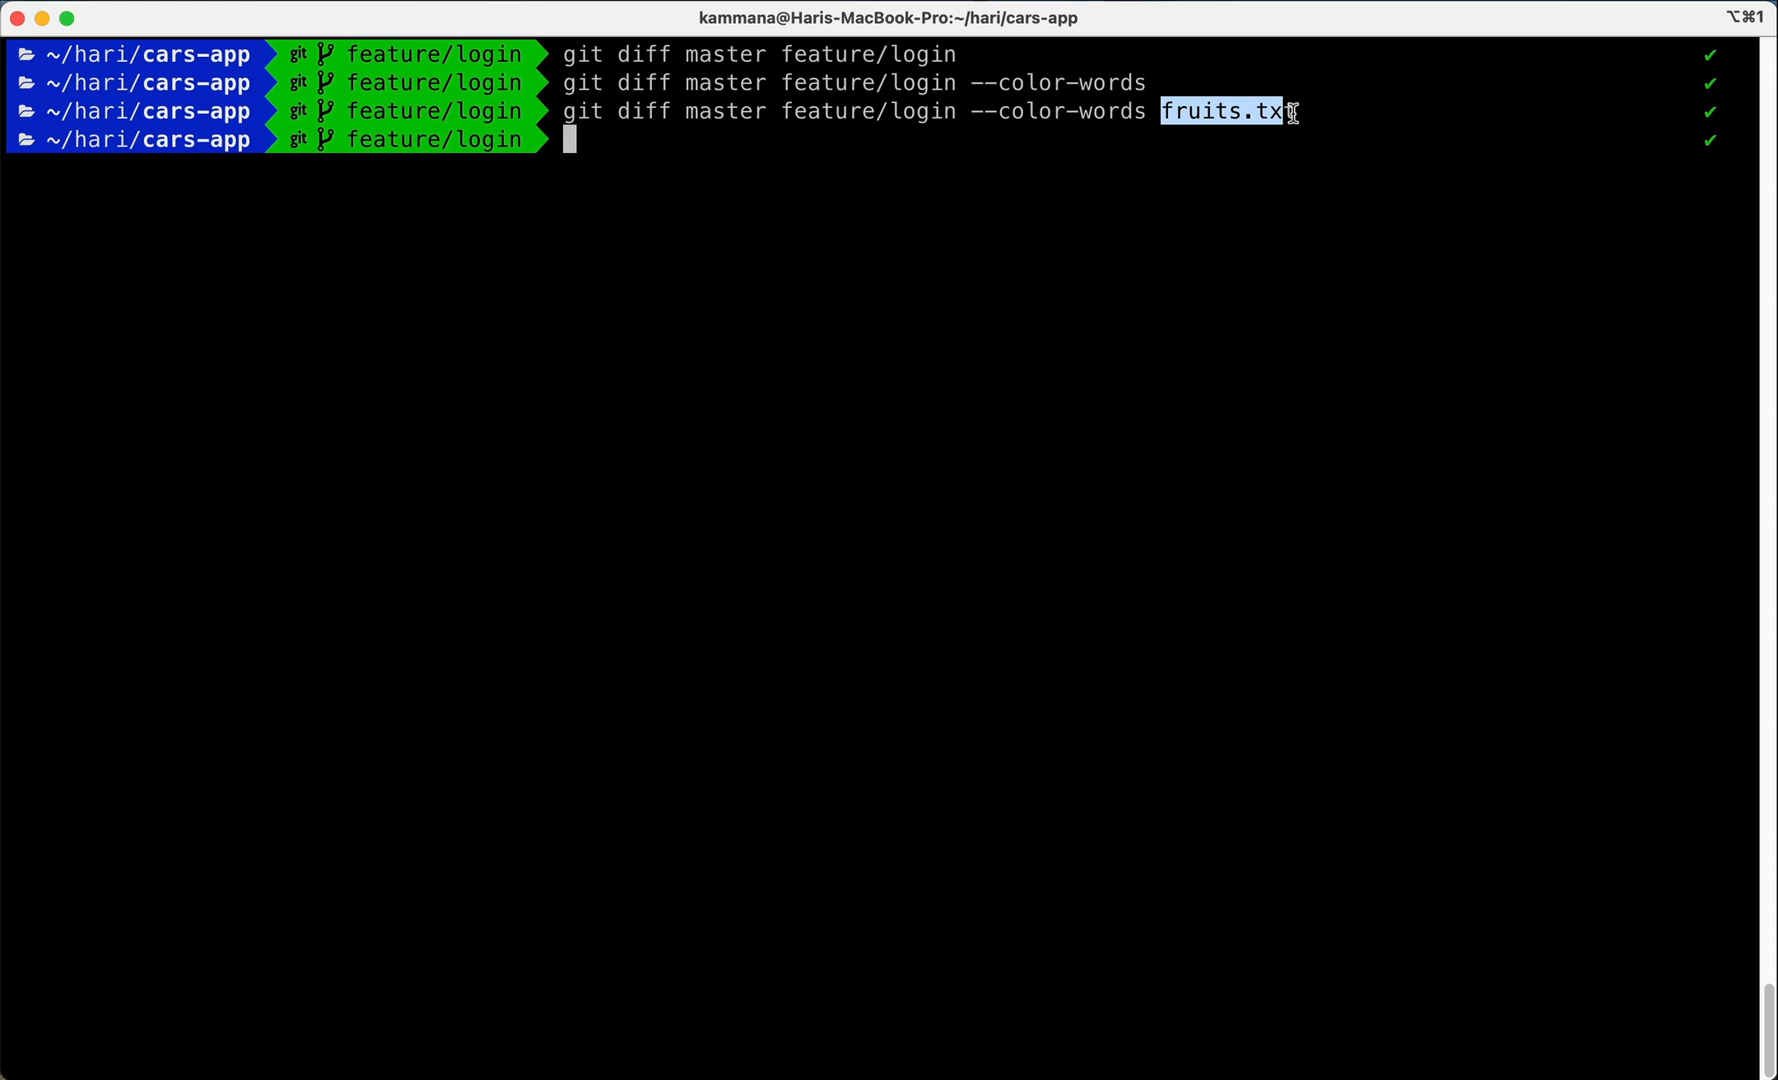 kammana@Haris-MacBook-Pro:~/hari/cars-app ⌥⌘1
~/hari/cars-app git feature/login git diff master feature/login ✔
~/hari/cars-app git feature/login git diff master feature/login --color-words ✔
~/hari/cars-app git feature/login git diff master feature/login --color-words fruits.txt ✔
~/hari/cars-app git feature/login ✔